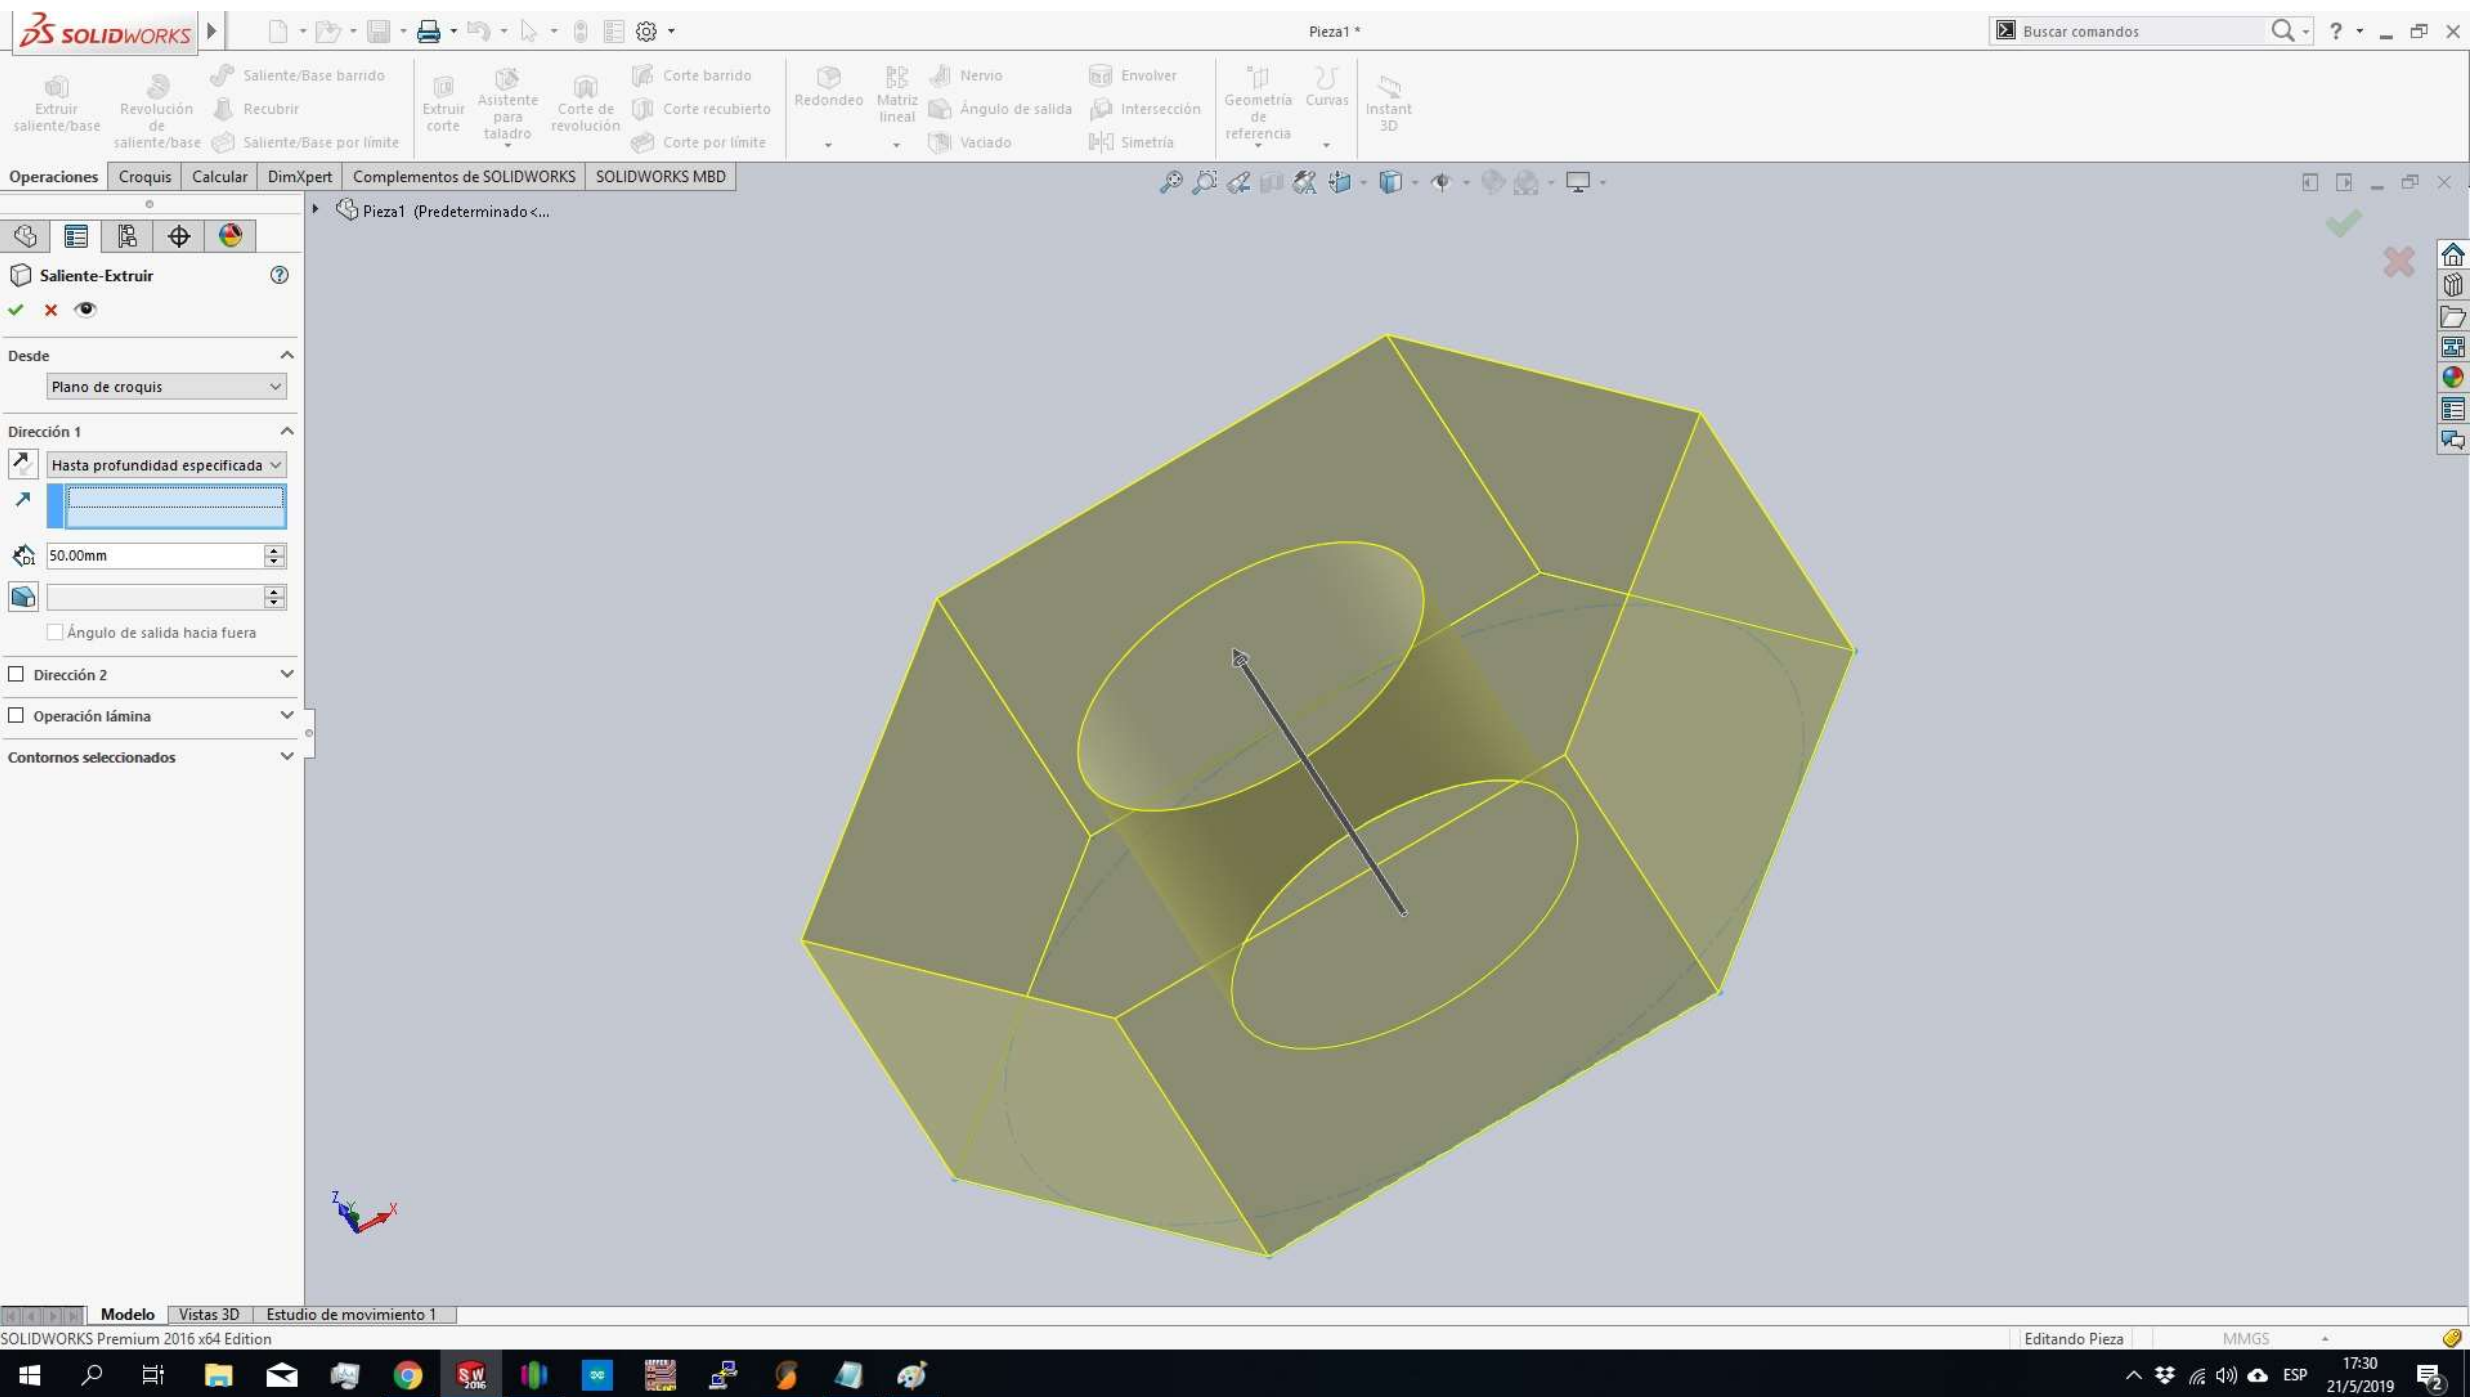 SOLIDWORKS
Pieza1 *
Buscar comandos
Extruir saliente/base
Revolución de saliente/base
Saliente/Base barrido
Recubrir
Saliente/Base por límite
Extruir corte
Asistente para taladro
Corte de revolución
Corte barrido
Corte recubierto
Corte por límite
Redondeo
Matriz lineal
Nervio
Ángulo de salida
Vaciado
Envolver
Intersección
Simetría
Geometría de referencia
Curvas
Instant 3D
Operaciones
Croquis
Calcular
DimXpert
Complementos de SOLIDWORKS
SOLIDWORKS MBD
Pieza1 (Predeterminado<...
Saliente-Extruir
Desde
Plano de croquis
Dirección 1
Hasta profundidad especificada
D1
50.00mm
Ángulo de salida hacia fuera
Dirección 2
Operación lámina
Contornos seleccionados
Z
Y
X
Modelo
Vistas 3D
Estudio de movimiento 1
SOLIDWORKS Premium 2016 x64 Edition
Editando Pieza
MMGS
SW
2016
ESP
17:30
21/5/2019
2